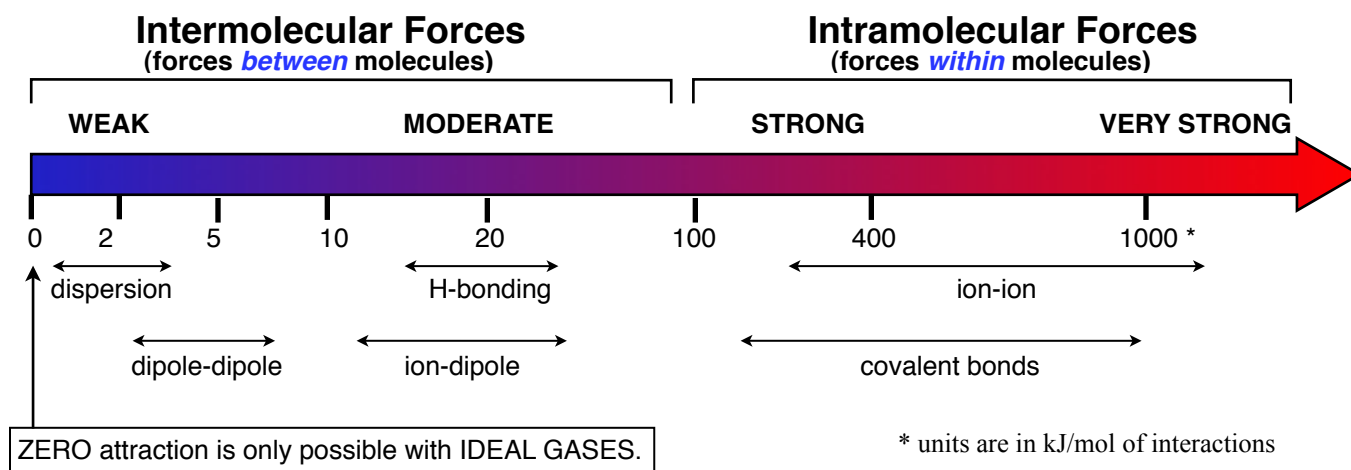 Intermolecular Forces
(forces between molecules)
Intramolecular Forces
(forces within molecules)
WEAK MODERATE STRONG VERY STRONG
0 2 5 10 20 100 400 1000 *
dispersion H-bonding ion-ion
dipole-dipole ion-dipole covalent bonds
ZERO attraction is only possible with IDEAL GASES.
* units are in kJ/mol of interactions